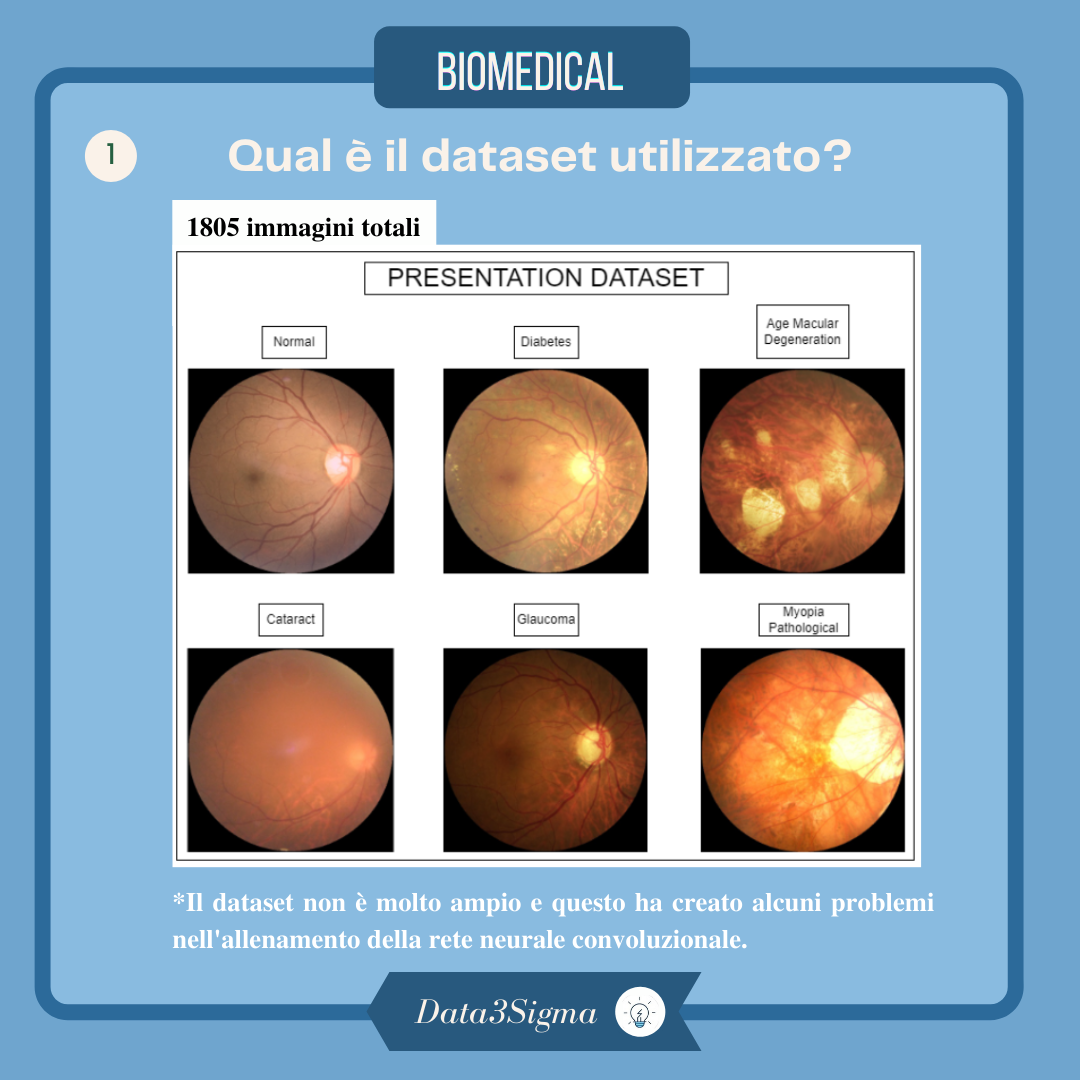 BIOMEDICAL
1
Qual è il dataset utilizzato?
1805 immagini totali
PRESENTATION DATASET
Normal
Diabetes
Age Macular
Degeneration
Cataract
Glaucoma
Myopia
Pathological
*Il dataset non è molto ampio e questo ha creato alcuni problemi
nell'allenamento della rete neurale convoluzionale.
Data3Sigma